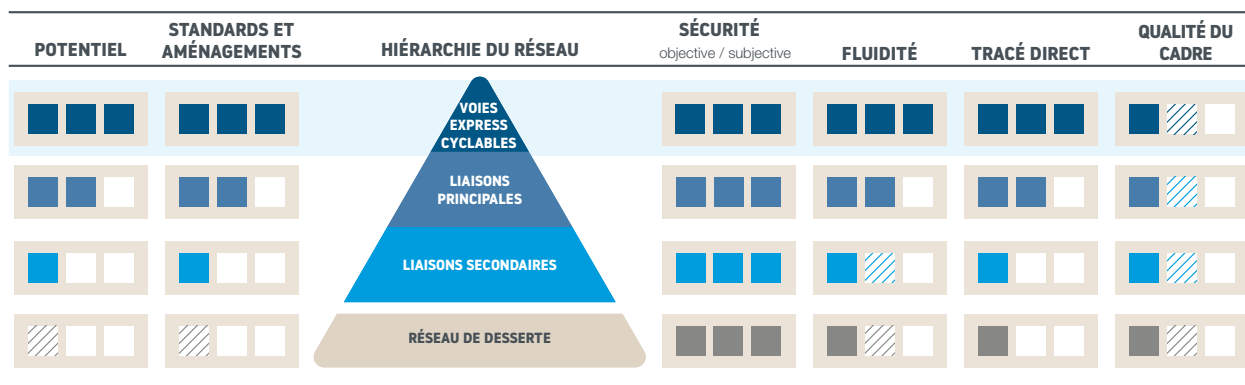 POTENTIEL
STANDARDS ET
AMÉNAGEMENTS
HIÉRARCHIE DU RÉSEAU
SÉCURITÉ
objective / subjective
FLUIDITÉ
TRACÉ DIRECT
QUALITÉ DU
CADRE
VOIES
EXPRESS
CYCLABLES
LIAISONS
PRINCIPALES
LIAISONS SECONDAIRES
RÉSEAU DE DESSERTE